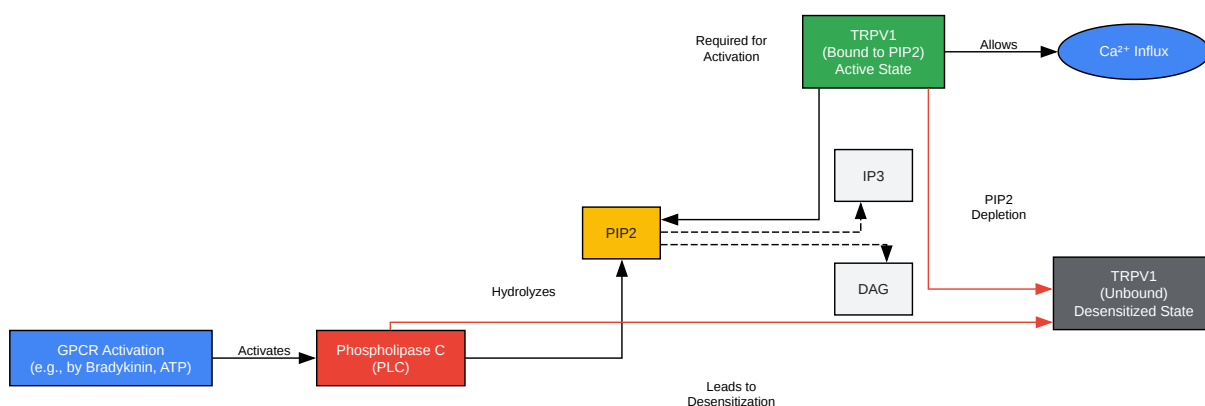 Required for
Activation
TRPV1
(Bound to PIP2)
Active State
Allows
Ca²⁺ Influx
IP3
PIP2
Depletion
PIP2
DAG
TRPV1
(Unbound)
Desensitized State
Hydrolyzes
GPCR Activation
(e.g., by Bradykinin, ATP)
Activates
Phospholipase C
(PLC)
Leads to
Desensitization